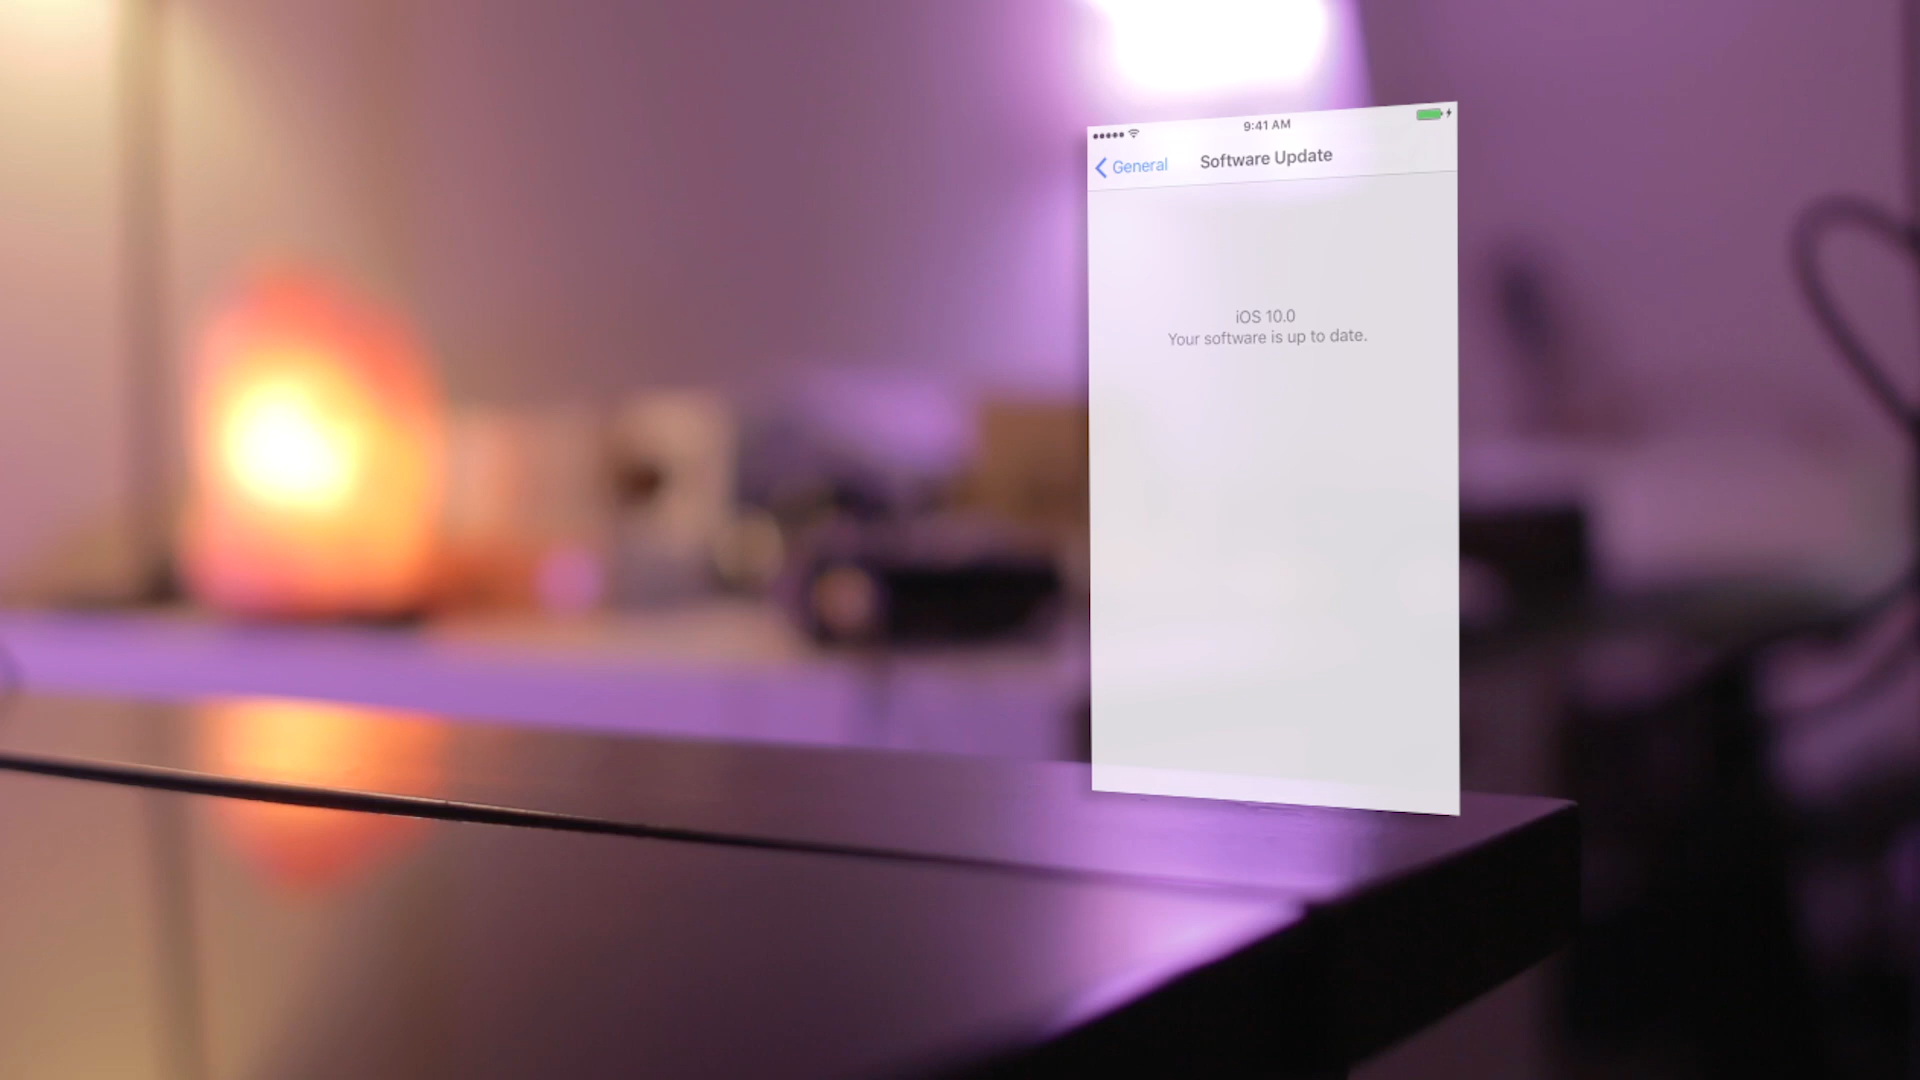 9:41 AM
General
Software Update
iOS 10.0
Your software is up to date.